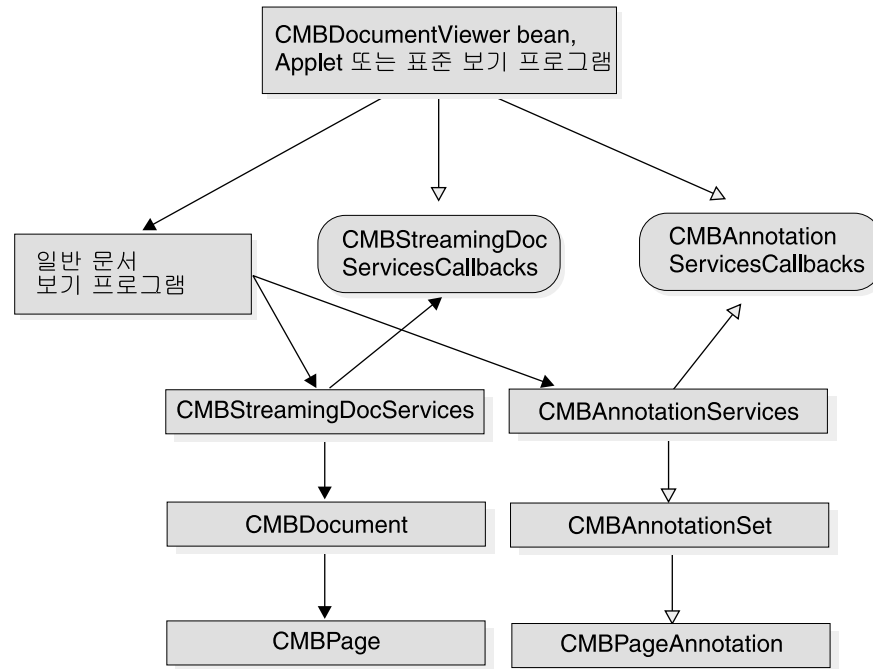 CMBDocumentViewer bean,
Applet 또는 표준 보기 프로그램
일반 문서
보기 프로그램
CMBStreamingDoc
ServicesCallbacks
CMBAnnotation
ServicesCallbacks
CMBStreamingDocServices
CMBAnnotationServices
CMBDocument
CMBAnnotationSet
CMBPage
CMBPageAnnotation